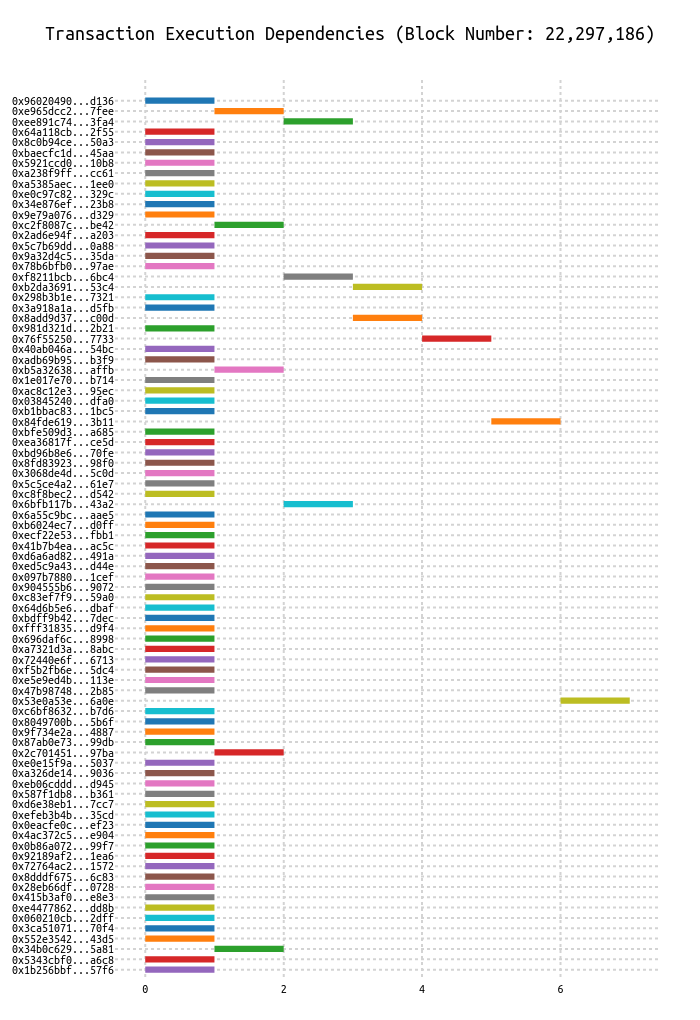 Transaction Execution Dependencies (Block Number: 22,297,186)
0x96020490...d136
0xe965dcc2...7fee
0xee891c74...3fa4
0x64a118cb...2f55
0x8c0b94ce...50a3
0xbaecfc1d...45aa
0x5921ccd0...10b8
0xa238f9ff...cc61
0xa5385aec...1ee0
0xe0c97c82...329c
0x34e876ef...23b8
0x9e79a076...d329
0xc2f8087c...be42
0x2ad6e94f...a203
0x5c7b69dd...0a88
0x9a32d4c5...35da
0x78b6bfb0...97ae
0xf8211bcb...6bc4
0xb2da3691...53c4
0x298b3b1e...7321
0x3a918a1a...d5fb
0x8add9d37...c00d
0x981d321d...2b21
0x76f55250...7733
0x40ab046a...54bc
0xadb69b95...b3f9
0xb5a32638...affb
0x1e017e70...b714
0xac8c12e3...95ec
0x03845240...dfa0
0xb1bbac83...1bc5
0x84fde619...3b11
0xbfe509d3...a685
0xea36817f...ce5d
0xbd96b8e6...70fe
0x8fd83923...98f0
0x3068de4d...5c0d
0x5c5ce4a2...61e7
0xc8f8bec2...d542
0x6bfb117b...43a2
0x6a55c9bc...aae5
0xb6024ec7...d0ff
0xecf22e53...fbb1
0x41b7b4ea...ac5c
0xd6a6ad82...491a
0xed5c9a43...d44e
0x097b7880...1cef
0x904555b6...9072
0xc83ef7f9...59a0
0x64d6b5e6...dbaf
0xbdff9b42...7dec
0xfff31835...d9f4
0x696daf6c...8998
0xa7321d3a...8abc
0x72440e6f...6713
0xf5b2fb6e...5dc4
0xe5e9ed4b...113e
0x47b98748...2b85
0x53e0a53e...6a0e
0xc6bf8632...b7d6
0x8049700b...5b6f
0x9f734e2a...4887
0x87ab0e73...99db
0x2c701451...97ba
0xe0e15f9a...5037
0xa326de14...9036
0xeb06cddd...d945
0x587f1db8...b361
0xd6e38eb1...7cc7
0xefeb3b4b...35cd
0x0eacfe0c...ef23
0x4ac372c5...e904
0x0b86a072...99f7
0x92189af2...1ea6
0x72764ac2...1572
0x8dddf675...6c83
0x28eb66df...0728
0x415b3af0...e8e3
0xe4477862...dd8b
0x060210cb...2dff
0x3ca51071...70f4
0x552e3542...43d5
0x34b0c629...5a81
0x5343cbf0...a6c8
0x1b256bbf...57f6
0 2 4 6